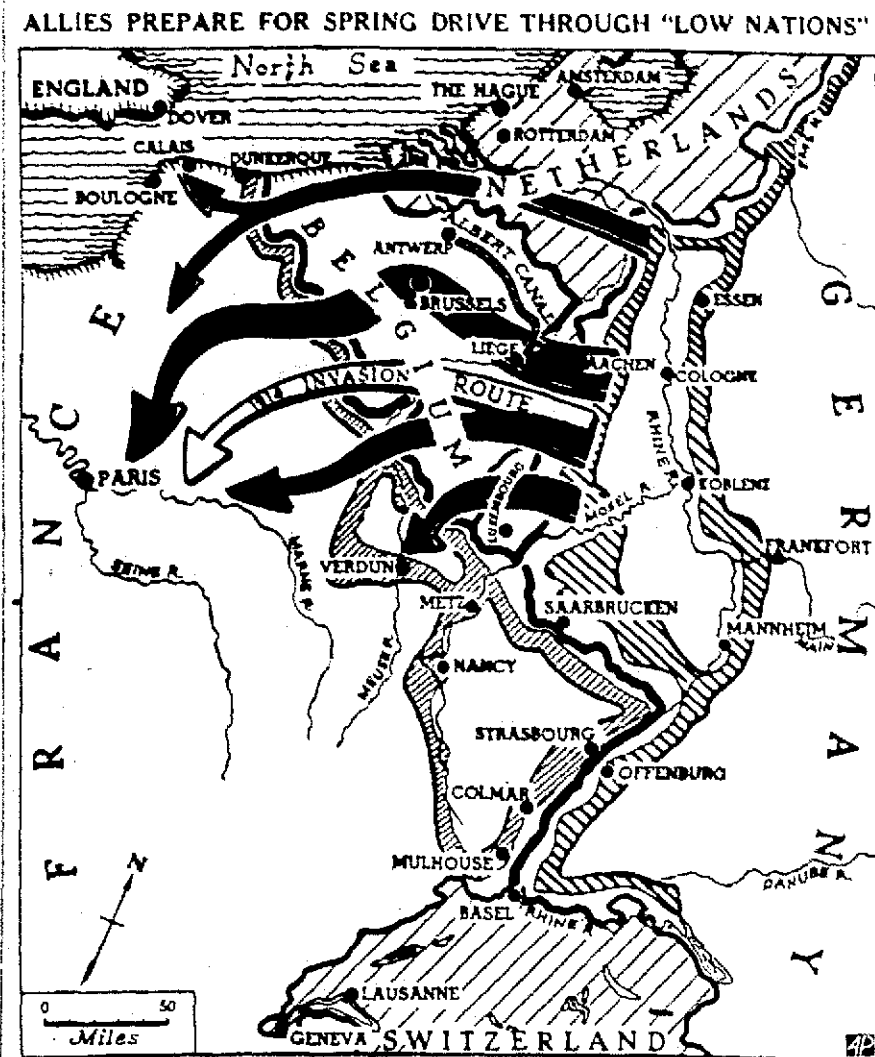 ALLIES PREPARE FOR SPRING DRIVE THROUGH "LOW NATIONS"
North Sea
ENGLAND
DOVER
THE HAGUE
AMSTERDAM
ROTTERDAM
NETHERLANDS
CALAIS
DUNKERQUE
BOULOGNE
BELGIUM
ANTWERP
ALBERT CANAL
BRUSSELS
ESSEN
LIEGE
AACHEN
COLOGNE
1914 INVASION ROUTE
RHINE R.
PARIS
LUXEMBOURG
MOSEL R.
KOBLENZ
GERMANY
FRANCE
FRANKFORT
SEINE R.
MARNE R.
VERDUN
METZ
SAARBRUCKEN
MANNHEIM
MAIN
MEUSE R.
NANCY
STRASBOURG
OFFENBURG
COLMAR
MULHOUSE
DANUBE R.
N
BASEL
RHINE R.
0 50
Miles
LAUSANNE
GENEVA
SWITZERLAND
AP